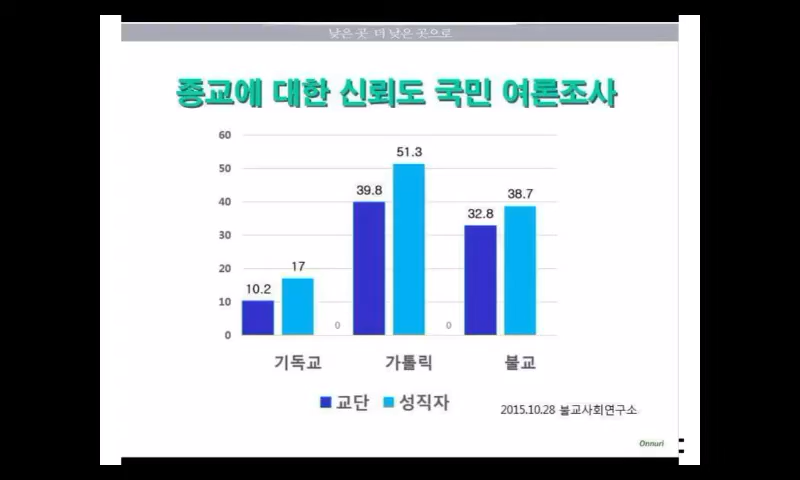 낮은 곳 더 낮은 곳으로
종교에 대한 신뢰도 국민 여론조사
60
50
40
30
20
10
0
10.2
17
0
39.8
51.3
0
32.8
38.7
기독교
가톨릭
불교
교단
성직자
2015.10.28 불교사회연구소
Onnuri